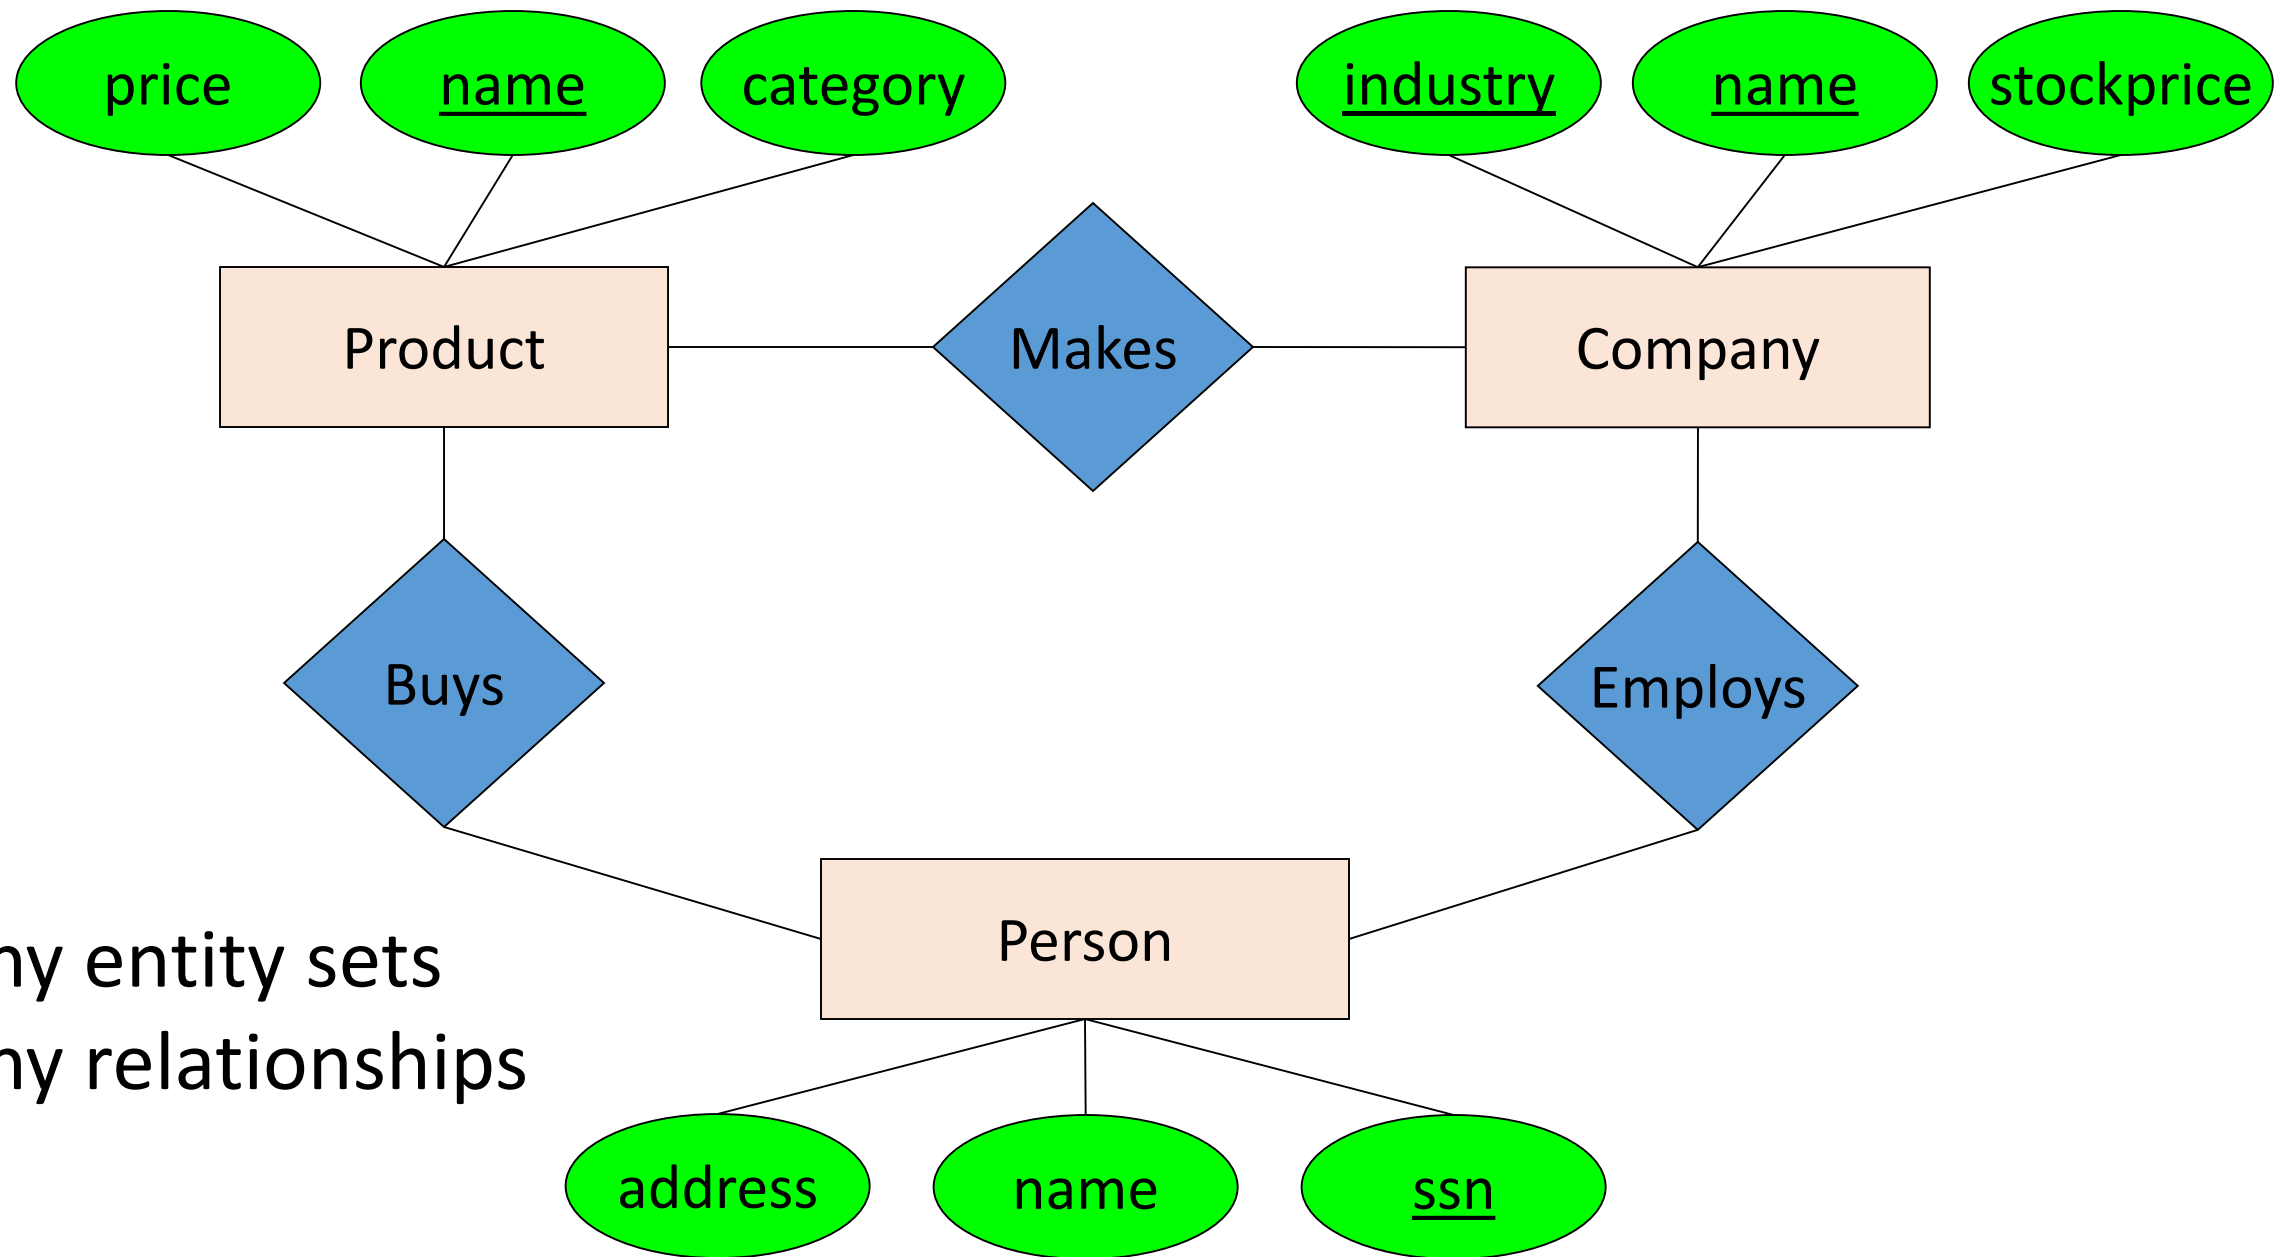 price name category industry name stockprice
Product Makes Company
Buys Employs
Person
ny entity sets
ny relationships
address name ssn